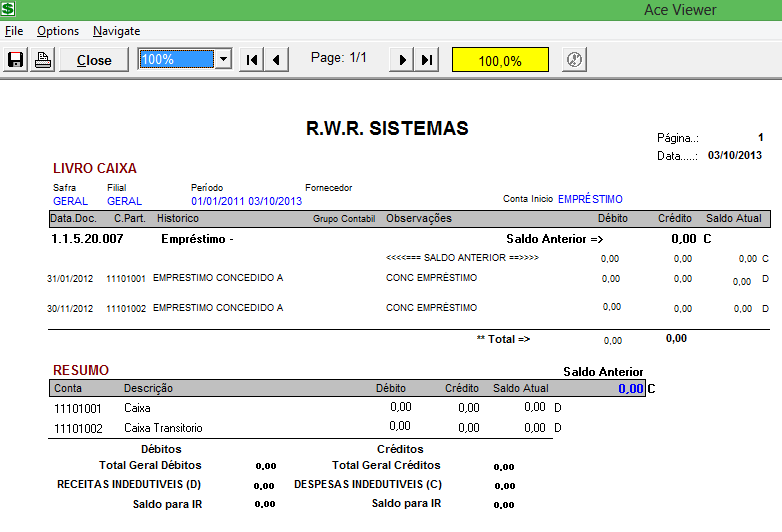 Ace Viewer
File Options Navigate
Close 100% Page: 1/1 100,0%
R.W.R. SISTEMAS
Página..: 1
Data.....: 03/10/2013
LIVRO CAIXA
Safra Filial Período Fornecedor
GERAL GERAL 01/01/2011 03/10/2013 Conta Inicio EMPRÉSTIMO
Data.Doc. C.Part. Historico Grupo Contabil Observações Débito Crédito Saldo Atual
1.1.5.20.007 Empréstimo - Saldo Anterior => 0,00 C
<<<<=== SALDO ANTERIOR ==>>>> 0,00 0,00 0,00 C
31/01/2012 11101001 EMPRESTIMO CONCEDIDO A CONC EMPRÉSTIMO 0,00 0,00 0,00 D
30/11/2012 11101002 EMPRESTIMO CONCEDIDO A CONC EMPRÉSTIMO 0,00 0,00 0,00 D
** Total => 0,00 0,00
RESUMO Saldo Anterior
Conta Descrição Débito Crédito Saldo Atual 0,00 C
11101001 Caixa 0,00 0,00 0,00 D
11101002 Caixa Transitorio 0,00 0,00 0,00 D
Débitos Créditos
Total Geral Débitos 0,00 Total Geral Créditos 0,00
RECEITAS INDEDUTIVEIS (D) 0,00 DESPESAS INDEDUTIVEIS (C) 0,00
Saldo para IR 0,00 Saldo para IR 0,00